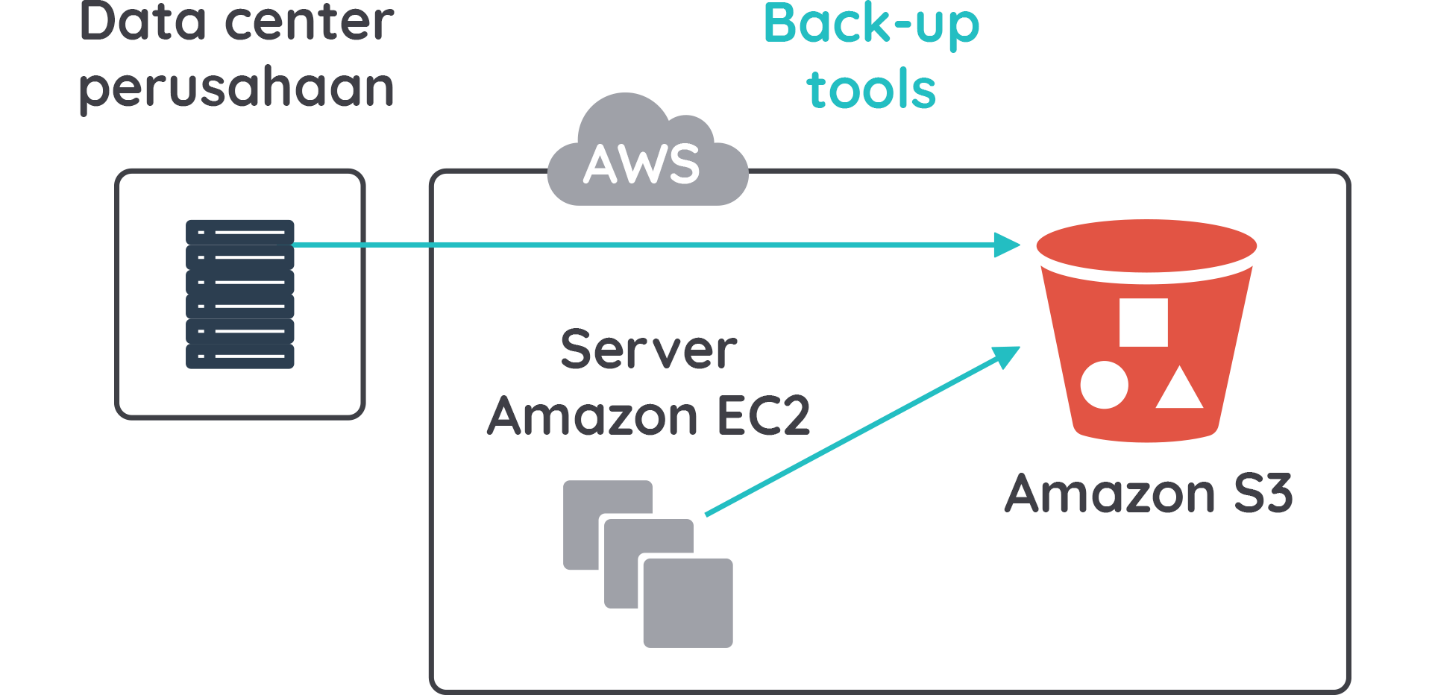 Data center
perusahaan
Back-up
tools
AWS
Server
Amazon EC2
Amazon S3